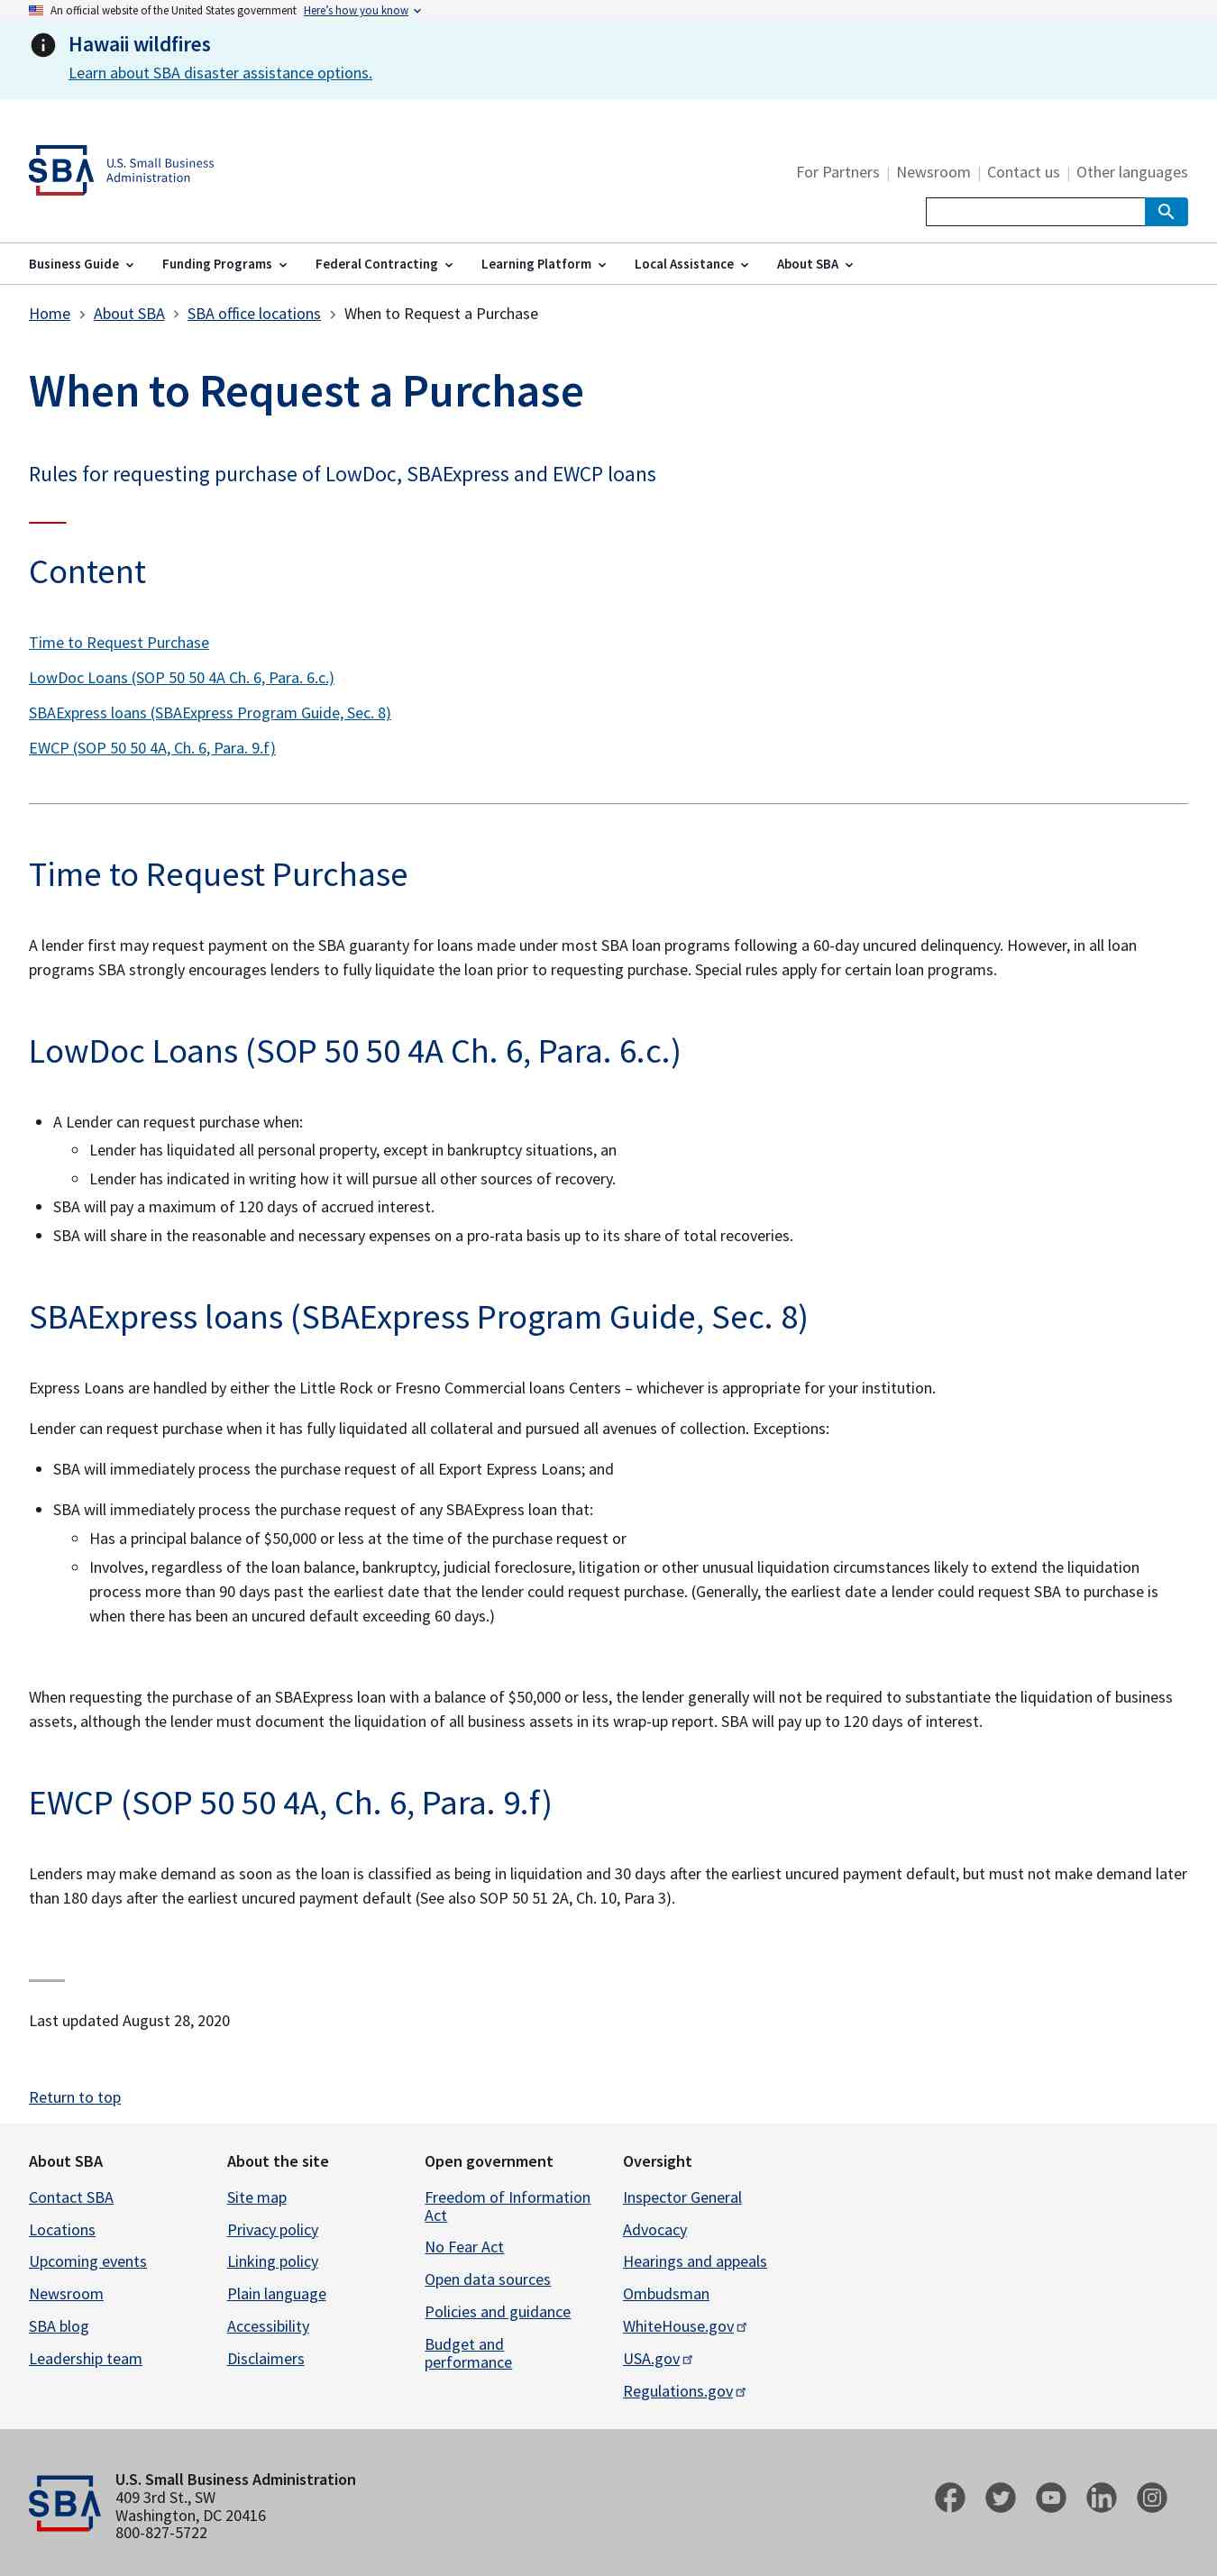 An official website of the United States government Here's how you know
Hawaii wildfires
Learn about SBA disaster assistance options.
SBA U.S. Small Business
Administration
For Partners | Newsroom | Contact us | Other languages
Business Guide Funding Programs Federal Contracting Learning Platform Local Assistance About SBA
Home > About SBA > SBA office locations > When to Request a Purchase
When to Request a Purchase
Rules for requesting purchase of LowDoc, SBAExpress and EWCP loans
Content
Time to Request Purchase
LowDoc Loans (SOP 50 50 4A Ch. 6, Para. 6.c.)
SBAExpress loans (SBAExpress Program Guide, Sec. 8)
EWCP (SOP 50 50 4A, Ch. 6, Para. 9.f)
Time to Request Purchase
A lender first may request payment on the SBA guaranty for loans made under most SBA loan programs following a 60-day uncured delinquency. However, in all loan
programs SBA strongly encourages lenders to fully liquidate the loan prior to requesting purchase. Special rules apply for certain loan programs.
LowDoc Loans (SOP 50 50 4A Ch. 6, Para. 6.c.)
• A Lender can request purchase when:
◦ Lender has liquidated all personal property, except in bankruptcy situations, an
◦ Lender has indicated in writing how it will pursue all other sources of recovery.
• SBA will pay a maximum of 120 days of accrued interest.
• SBA will share in the reasonable and necessary expenses on a pro-rata basis up to its share of total recoveries.
SBAExpress loans (SBAExpress Program Guide, Sec. 8)
Express Loans are handled by either the Little Rock or Fresno Commercial loans Centers – whichever is appropriate for your institution.
Lender can request purchase when it has fully liquidated all collateral and pursued all avenues of collection. Exceptions:
• SBA will immediately process the purchase request of all Export Express Loans; and
• SBA will immediately process the purchase request of any SBAExpress loan that:
◦ Has a principal balance of $50,000 or less at the time of the purchase request or
◦ Involves, regardless of the loan balance, bankruptcy, judicial foreclosure, litigation or other unusual liquidation circumstances likely to extend the liquidation
process more than 90 days past the earliest date that the lender could request purchase. (Generally, the earliest date a lender could request SBA to purchase is
when there has been an uncured default exceeding 60 days.)
When requesting the purchase of an SBAExpress loan with a balance of $50,000 or less, the lender generally will not be required to substantiate the liquidation of business
assets, although the lender must document the liquidation of all business assets in its wrap-up report. SBA will pay up to 120 days of interest.
EWCP (SOP 50 50 4A, Ch. 6, Para. 9.f)
Lenders may make demand as soon as the loan is classified as being in liquidation and 30 days after the earliest uncured payment default, but must not make demand later
than 180 days after the earliest uncured payment default (See also SOP 50 51 2A, Ch. 10, Para 3).
Last updated August 28, 2020
Return to top
About SBA
Contact SBA
Locations
Upcoming events
Newsroom
SBA blog
Leadership team
About the site
Site map
Privacy policy
Linking policy
Plain language
Accessibility
Disclaimers
Open government
Freedom of Information
Act
No Fear Act
Open data sources
Policies and guidance
Budget and
performance
Oversight
Inspector General
Advocacy
Hearings and appeals
Ombudsman
WhiteHouse.gov
USA.gov
Regulations.gov
SBA
U.S. Small Business Administration
409 3rd St., SW
Washington, DC 20416
800-827-5722